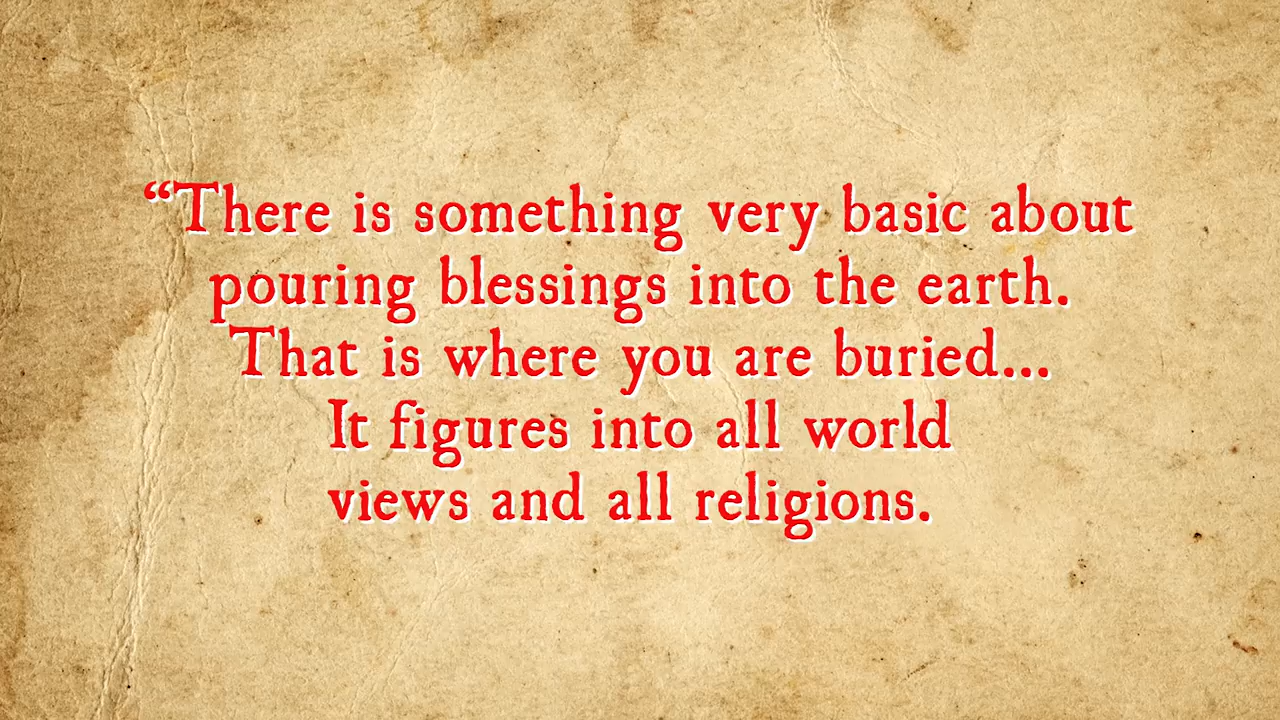 “There is something very basic about
pouring blessings into the earth.
That is where you are buried...
It figures into all world
views and all religions.